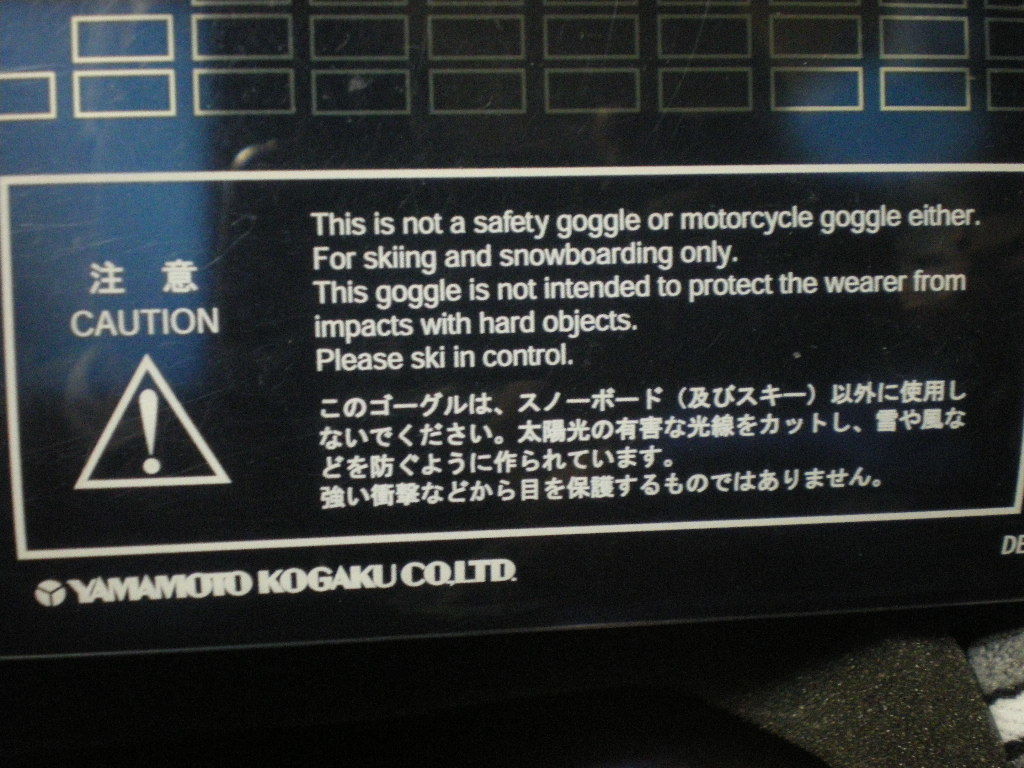 注 意
CAUTION
This is not a safety goggle or motorcycle goggle either.
For skiing and snowboarding only.
This goggle is not intended to protect the wearer from
impacts with hard objects.
Please ski in control.
このゴーグルは、スノーボード（及びスキー）以外に使用し
ないでください。太陽光の有害な光線をカットし、雪や風な
どを防ぐように作られています。
強い衝撃などから目を保護するものではありません。
YAMAMOTO KOGAKU CO.,LTD.
DE